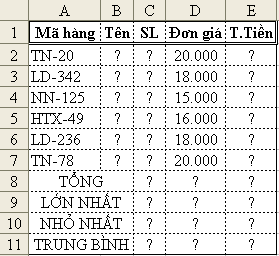 A B C D E
1 Mã hàng Tên SL Đơn giá T.Tiền
2 TN-20 ? ? 20.000 ?
3 LD-342 ? ? 18.000 ?
4 NN-125 ? ? 15.000 ?
5 HTX-49 ? ? 16.000 ?
6 LD-236 ? ? 18.000 ?
7 TN-78 ? ? 20.000 ?
8 TỔNG ? ? ?
9 LỚN NHẤT ? ? ?
10 NHỎ NHẤT ? ? ?
11 TRUNG BÌNH ? ? ?